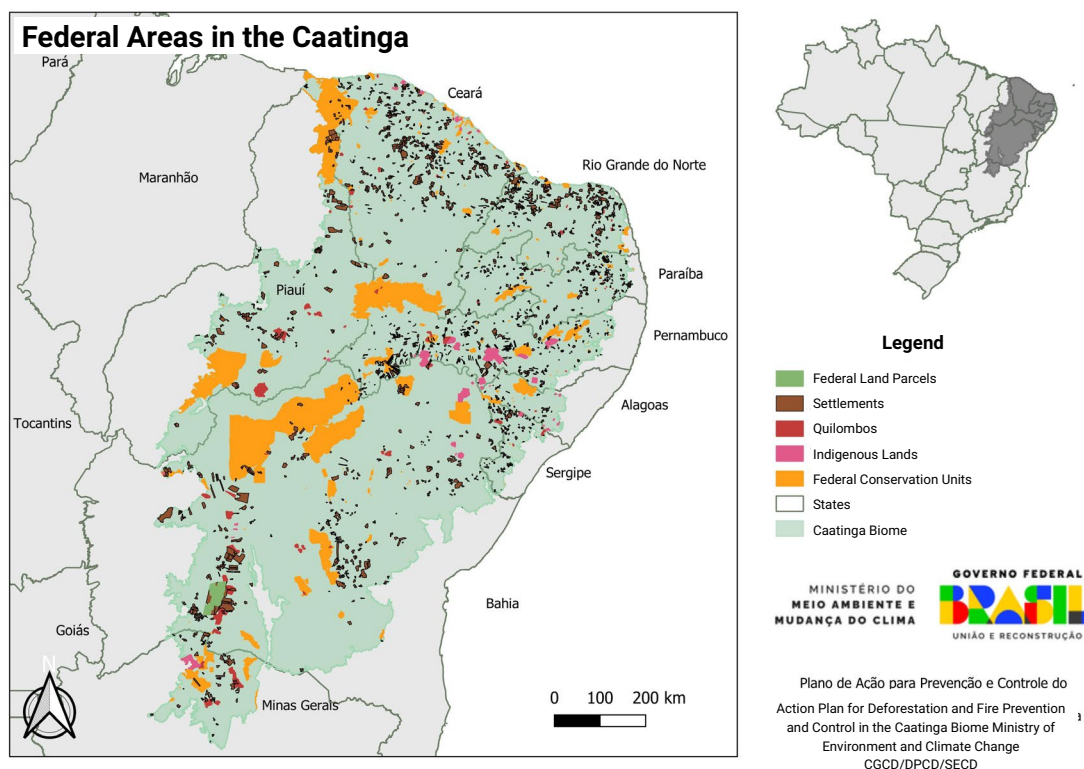 Federal Areas in the Caatinga
Pará
Ceará
Rio Grande do Norte
Maranhão
Paraíba
Piauí
Pernambuco
Alagoas
Tocantins
Sergipe
Bahia
Goiás
N
Minas Gerais
0 100 200 km
Legend
Federal Land Parcels
Settlements
Quilombos
Indigenous Lands
Federal Conservation Units
States
Caatinga Biome
MINISTÉRIO DO
MEIO AMBIENTE E
MUDANÇA DO CLIMA
GOVERNO FEDERAL
BRASIL
UNIÃO E RECONSTRUÇÃO
Plano de Ação para Prevenção e Controle do
Action Plan for Deforestation and Fire Prevention
and Control in the Caatinga Biome Ministry of
Environment and Climate Change
CGCD/DPCD/SECD